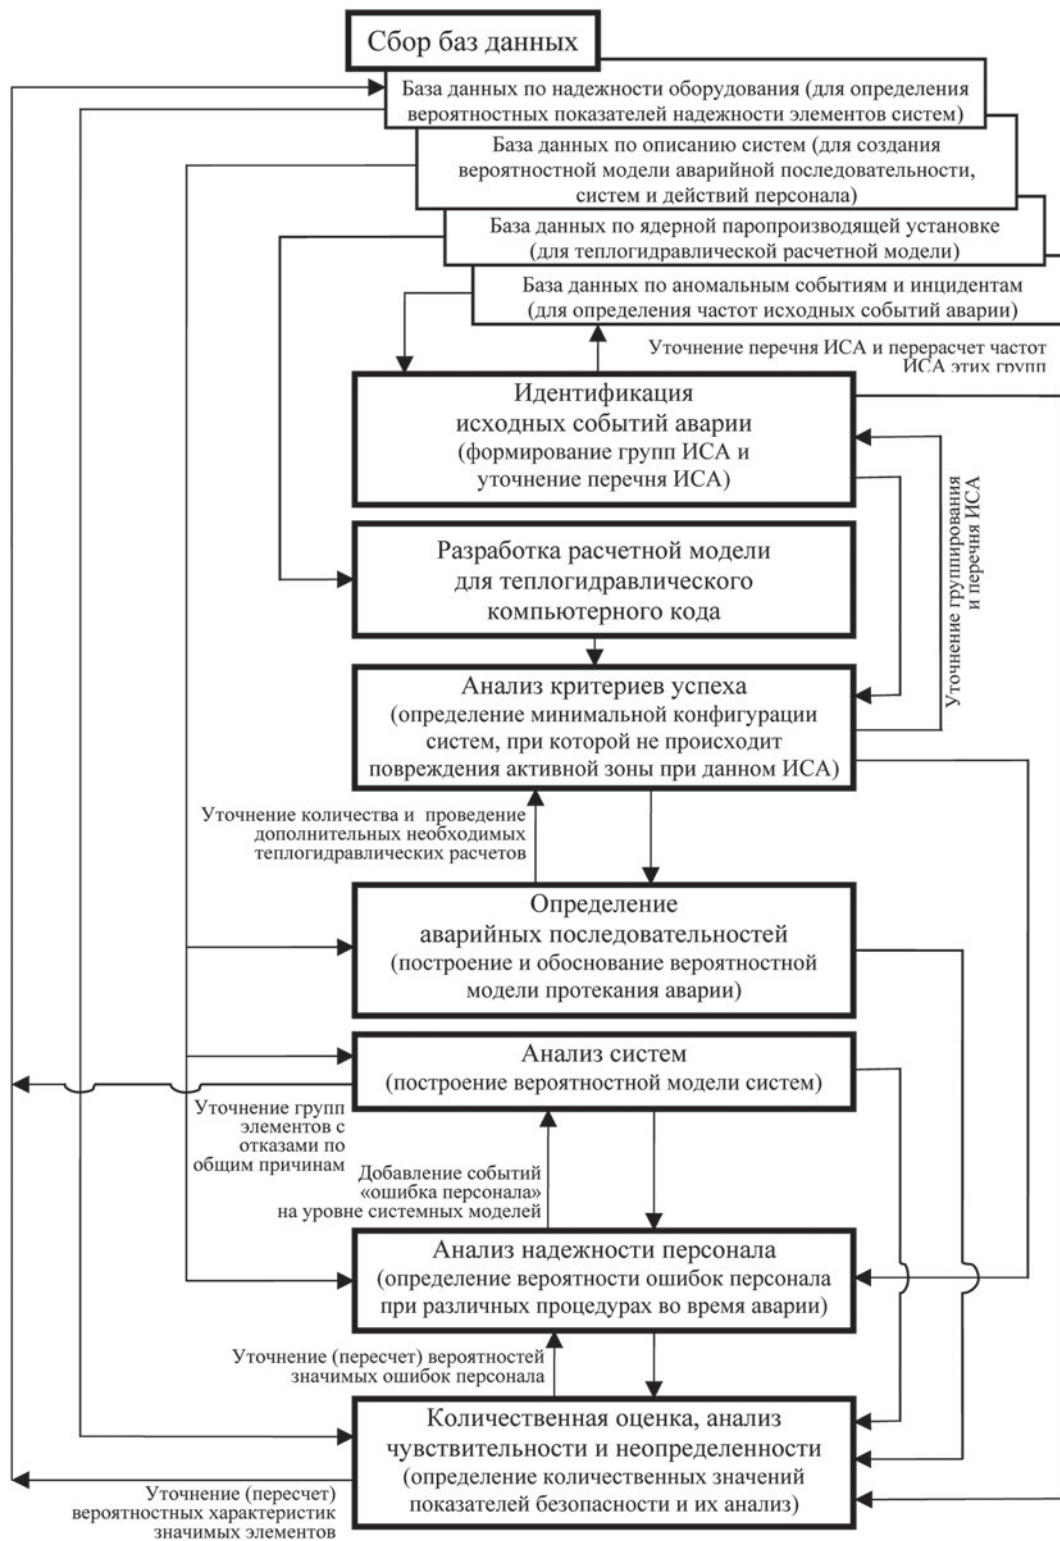 Сбор баз данных
База данных по надежности оборудования (для определения
вероятностных показателей надежности элементов систем)
База данных по описанию систем (для создания
вероятностной модели аварийной последовательности,
систем и действий персонала)
База данных по ядерной паропроизводящей установке
(для теплогидравлической расчетной модели)
База данных по аномальным событиям и инцидентам
(для определения частот исходных событий аварии)
Уточнение перечня ИСА и перерасчет частот
ИСА этих групп
Идентификация
исходных событий аварии
(формирование групп ИСА и
уточнение перечня ИСА)
Уточнение группирования
и перечня ИСА
Разработка расчетной модели
для теплогидравлического
компьютерного кода
Анализ критериев успеха
(определение минимальной конфигурации
систем, при которой не происходит
повреждения активной зоны при данном ИСА)
Уточнение количества и проведение
дополнительных необходимых
теплогидравлических расчетов
Определение
аварийных последовательностей
(построение и обоснование вероятностной
модели протекания аварии)
Анализ систем
(построение вероятностной модели систем)
Уточнение групп
элементов с
отказами по
общим причинам
Добавление событий
«ошибка персонала»
на уровне системных моделей
Анализ надежности персонала
(определение вероятности ошибок персонала
при различных процедурах во время аварии)
Уточнение (пересчет) вероятностей
значимых ошибок персонала
Количественная оценка, анализ
чувствительности и неопределенности
(определение количественных значений
показателей безопасности и их анализ)
Уточнение (пересчет)
вероятностных характеристик
значимых элементов